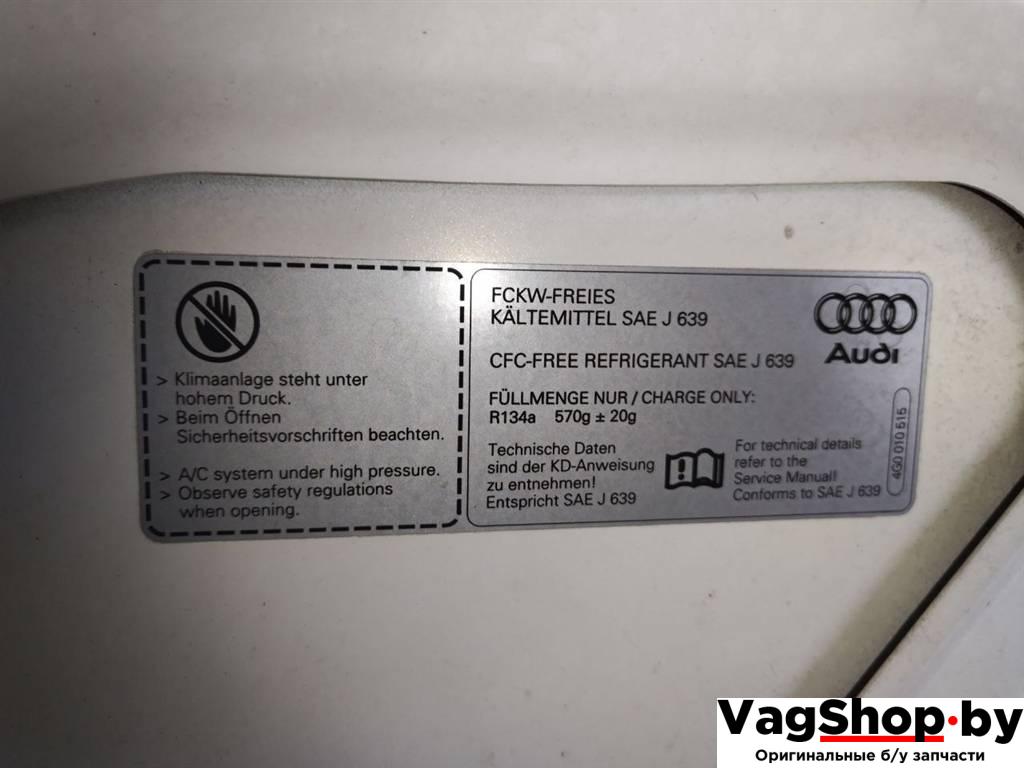 > Klimaanlage steht unter
hohem Druck.
> Beim Öffnen
Sicherheitsvorschriften beachten.
> A/C system under high pressure.
> Observe safety regulations
when opening.
FCKW-FREIES
KÄLTEMITTEL SAE J 639
CFC-FREE REFRIGERANT SAE J 639
FÜLLMENGE NUR / CHARGE ONLY:
R134a 570g ± 20g
Technische Daten
sind der KD-Anweisung
zu entnehmen!
Entspricht SAE J 639
For technical details
refer to the
Service Manual!
Conforms to SAE J 639
Audi
4G0 010 515
VagShop.by
Оригинальные б/у запчасти